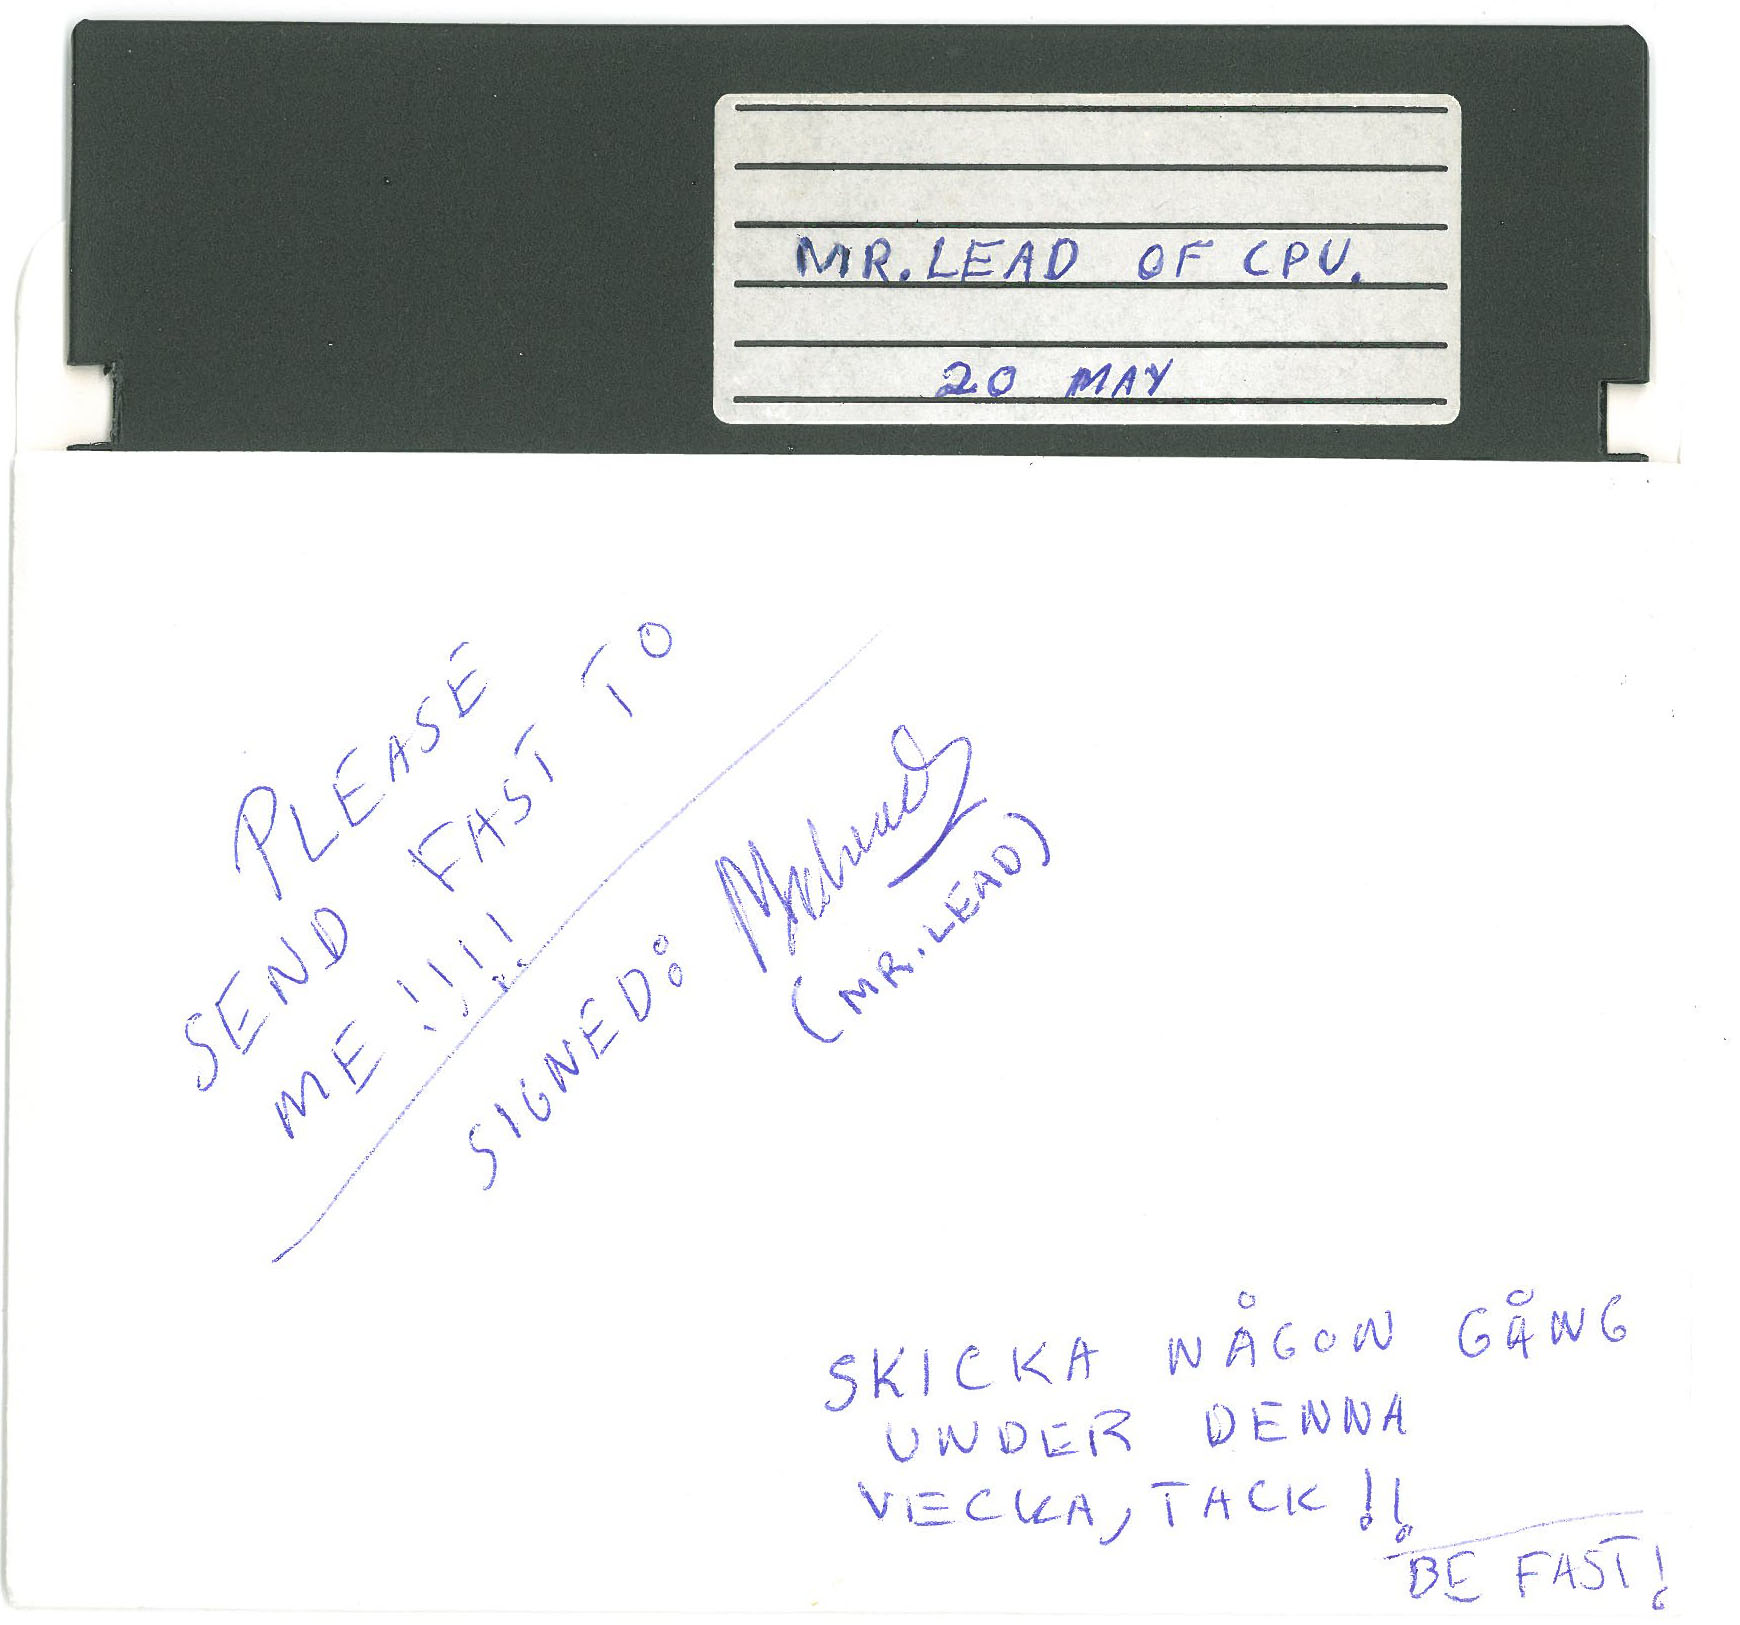 MR. LEAD OF CPU.
20 MAY
PLEASE
SEND FAST TO
ME !!!!
SIGNED:
(MR. LEAD)
SKICKA NÅGON GÅNG
UNDER DENNA
VECKA, TACK !!
BE FAST!